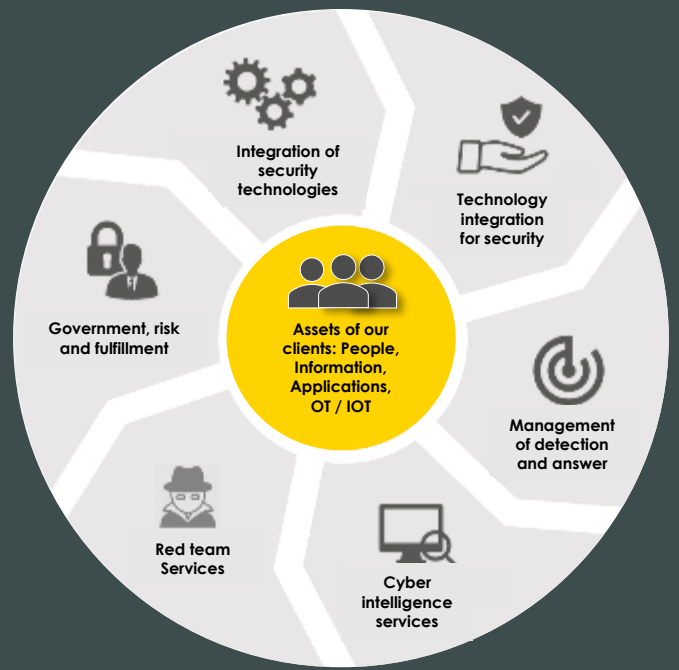 Integration of
security
technologies
Technology
integration
for security
Government, risk
and fulfillment
Assets of our
clients: People,
Information,
Applications,
OT / IOT
Management
of detection
and answer
Red team
Services
Cyber
intelligence
services